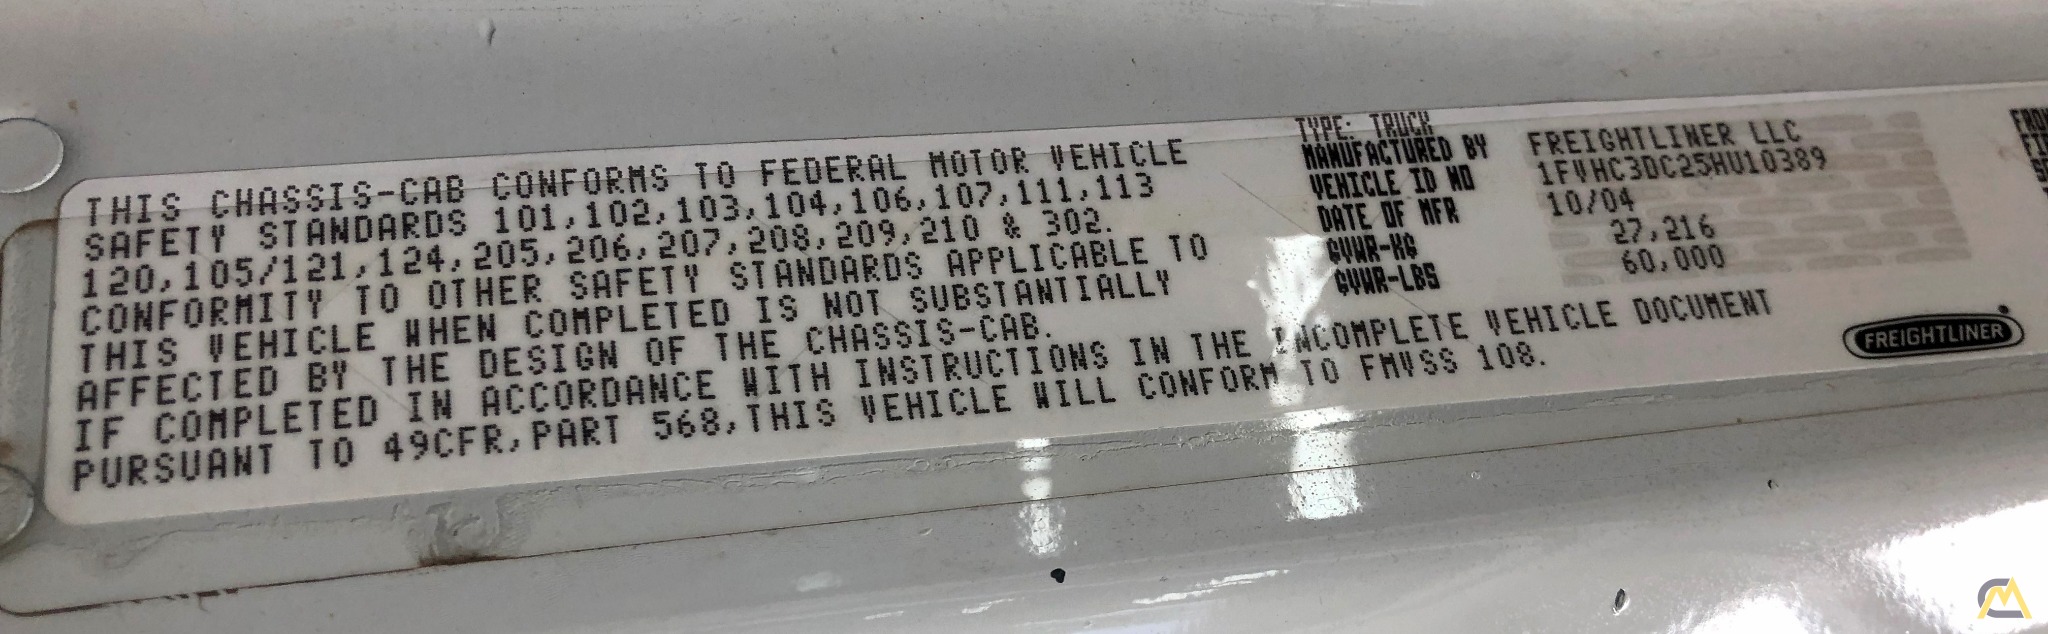 THIS CHASSIS-CAB CONFORMS TO FEDERAL MOTOR VEHICLE
SAFETY STANDARDS 101,102,103,104,106,107,111,113
120,105/121,124,205,206,207,208,209,210 & 302.
CONFORMITY TO OTHER SAFETY STANDARDS APPLICABLE TO
THIS VEHICLE WHEN COMPLETED IS NOT SUBSTANTIALLY
AFFECTED BY THE DESIGN OF THE CHASSIS-CAB.
IF COMPLETED IN ACCORDANCE WITH INSTRUCTIONS IN THE INCOMPLETE VEHICLE DOCUMENT
PURSUANT TO 49CFR,PART 568,THIS VEHICLE WILL CONFORM TO FMVSS 108.
TYPE: TRUCK
MANUFACTURED BY FREIGHTLINER LLC
VEHICLE ID NO 1FVHC3DC25HU10389
DATE OF MFR 10/04
GVWR-KG 27,216
GVWR-LBS 60,000
FREIGHTLINER